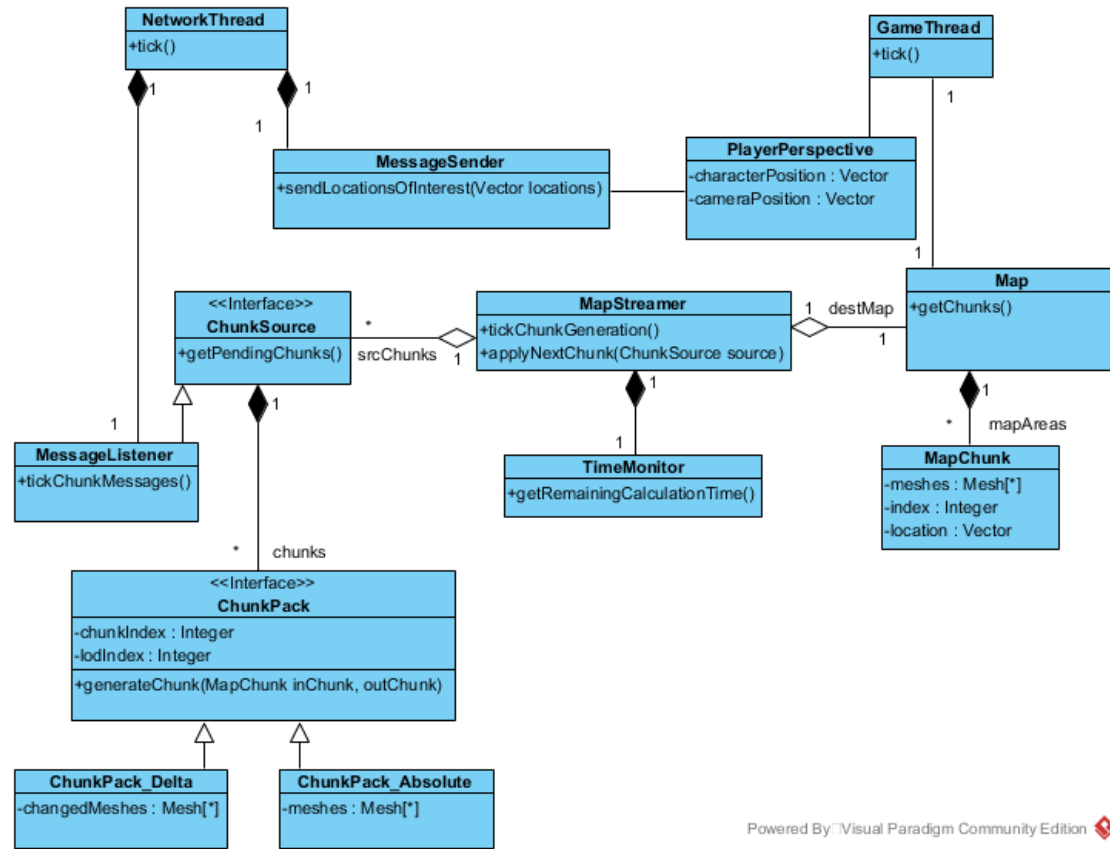 NetworkThread
+tick()
GameThread
+tick()
1
1
1
1
MessageSender
+sendLocationsOfInterest(Vector locations)
PlayerPerspective
-characterPosition : Vector
-cameraPosition : Vector
1
<<Interface>>
ChunkSource
+getPendingChunks()
*
srcChunks
1
MapStreamer
+tickChunkGeneration()
+applyNextChunk(ChunkSource source)
1
destMap
1
Map
+getChunks()
1
1
1
1
1
*
mapAreas
MessageListener
+tickChunkMessages()
TimeMonitor
+getRemainingCalculationTime()
MapChunk
-meshes : Mesh[*]
-index : Integer
-location : Vector
*
chunks
<<Interface>>
ChunkPack
-chunkIndex : Integer
-lodIndex : Integer
+generateChunk(MapChunk inChunk, outChunk)
ChunkPack_Delta
-changedMeshes : Mesh[*]
ChunkPack_Absolute
-meshes : Mesh[*]
Powered By Visual Paradigm Community Edition